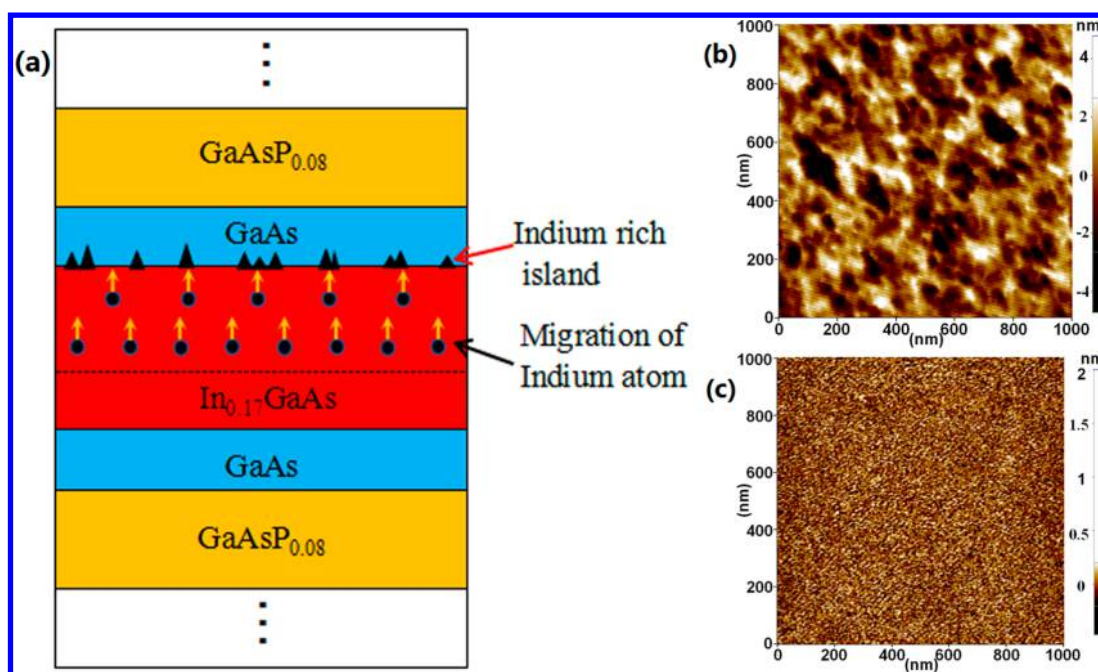 (a)
GaAsP0.08
GaAs
Indium rich
island
Migration of
Indium atom
In0.17GaAs
GaAs
GaAsP0.08
(b)
nm
1000
800
600
400
200
0
(nm)
0 200 400 600 800 1000
(nm)
4
2
0
-2
-4
(c)
nm
1000
800
600
400
200
0
(nm)
0 200 400 600 800 1000
(nm)
2
1.5
1
0.5
0